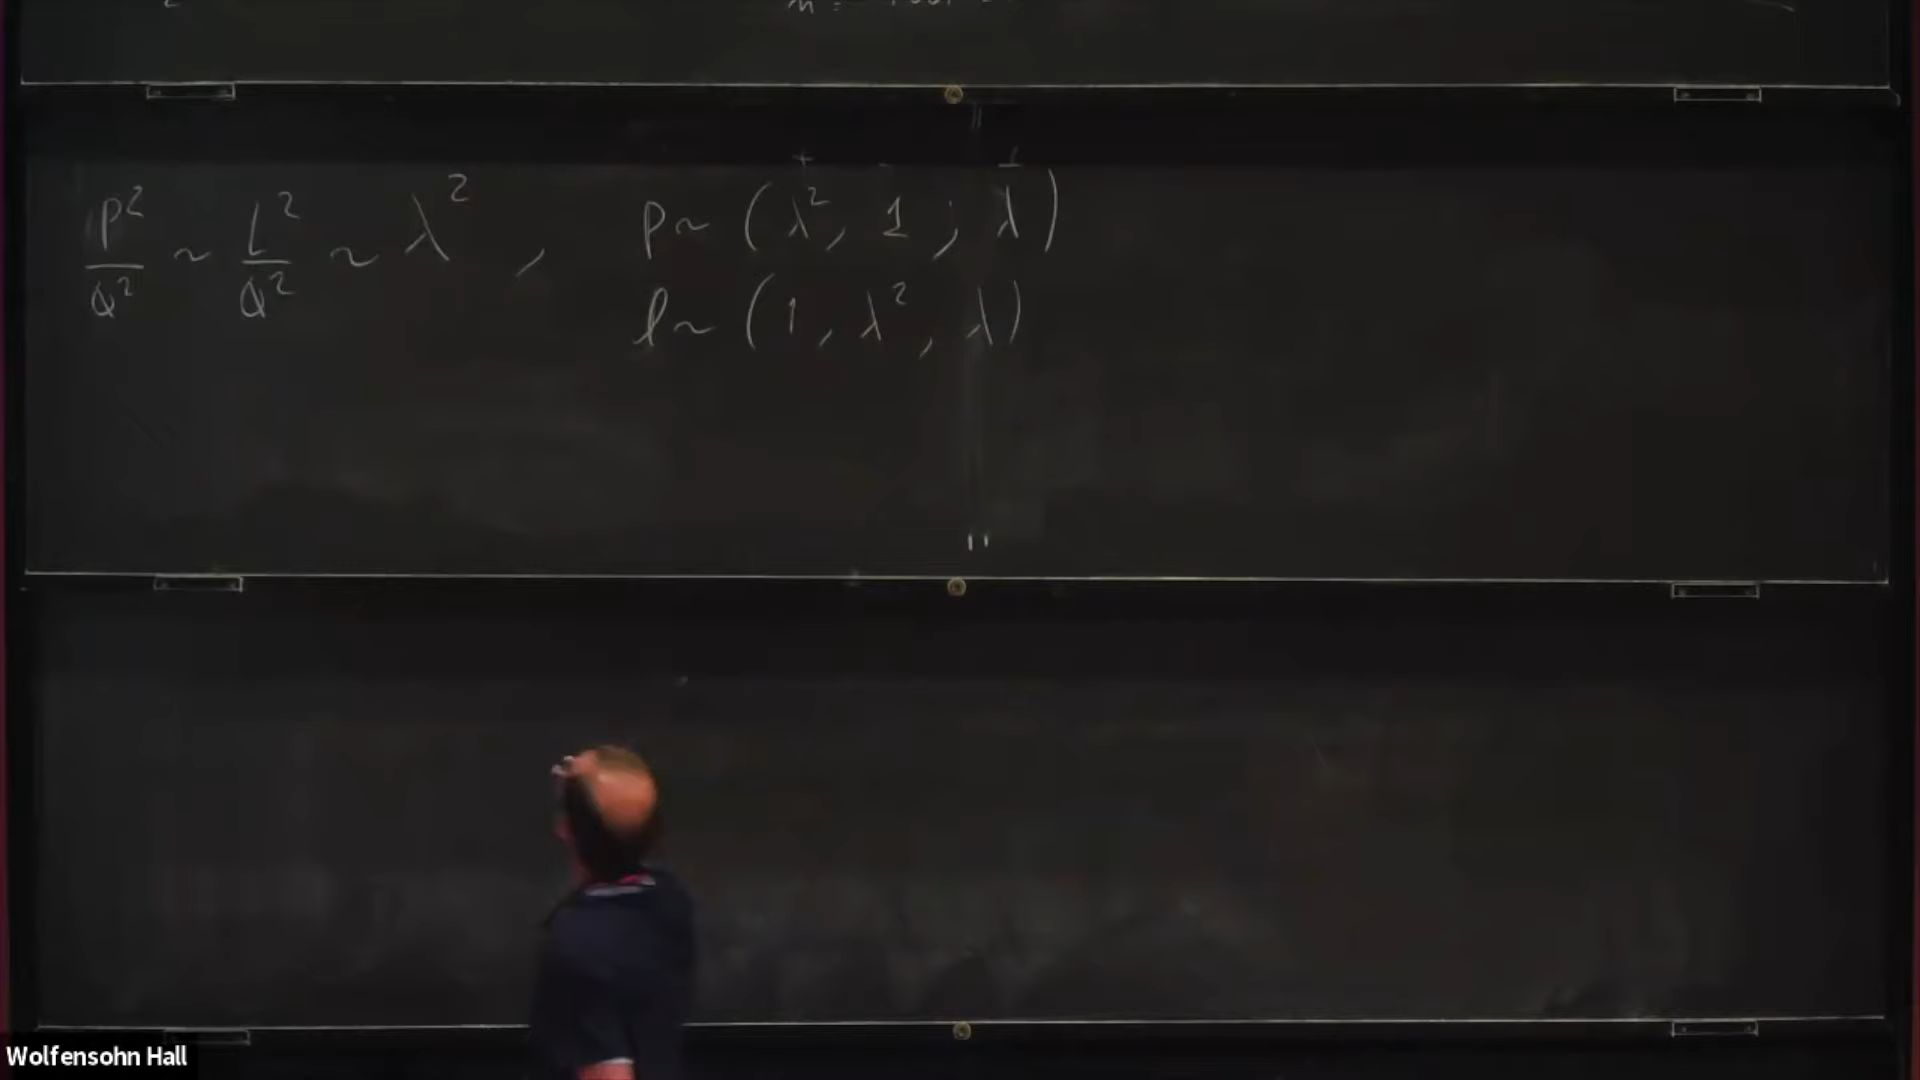 P²/Q² ~ L²/Q² ~ λ² , p ~ (λ², 1, λ)
+ - ⊥
l ~ (1, λ², λ)
Wolfensohn Hall